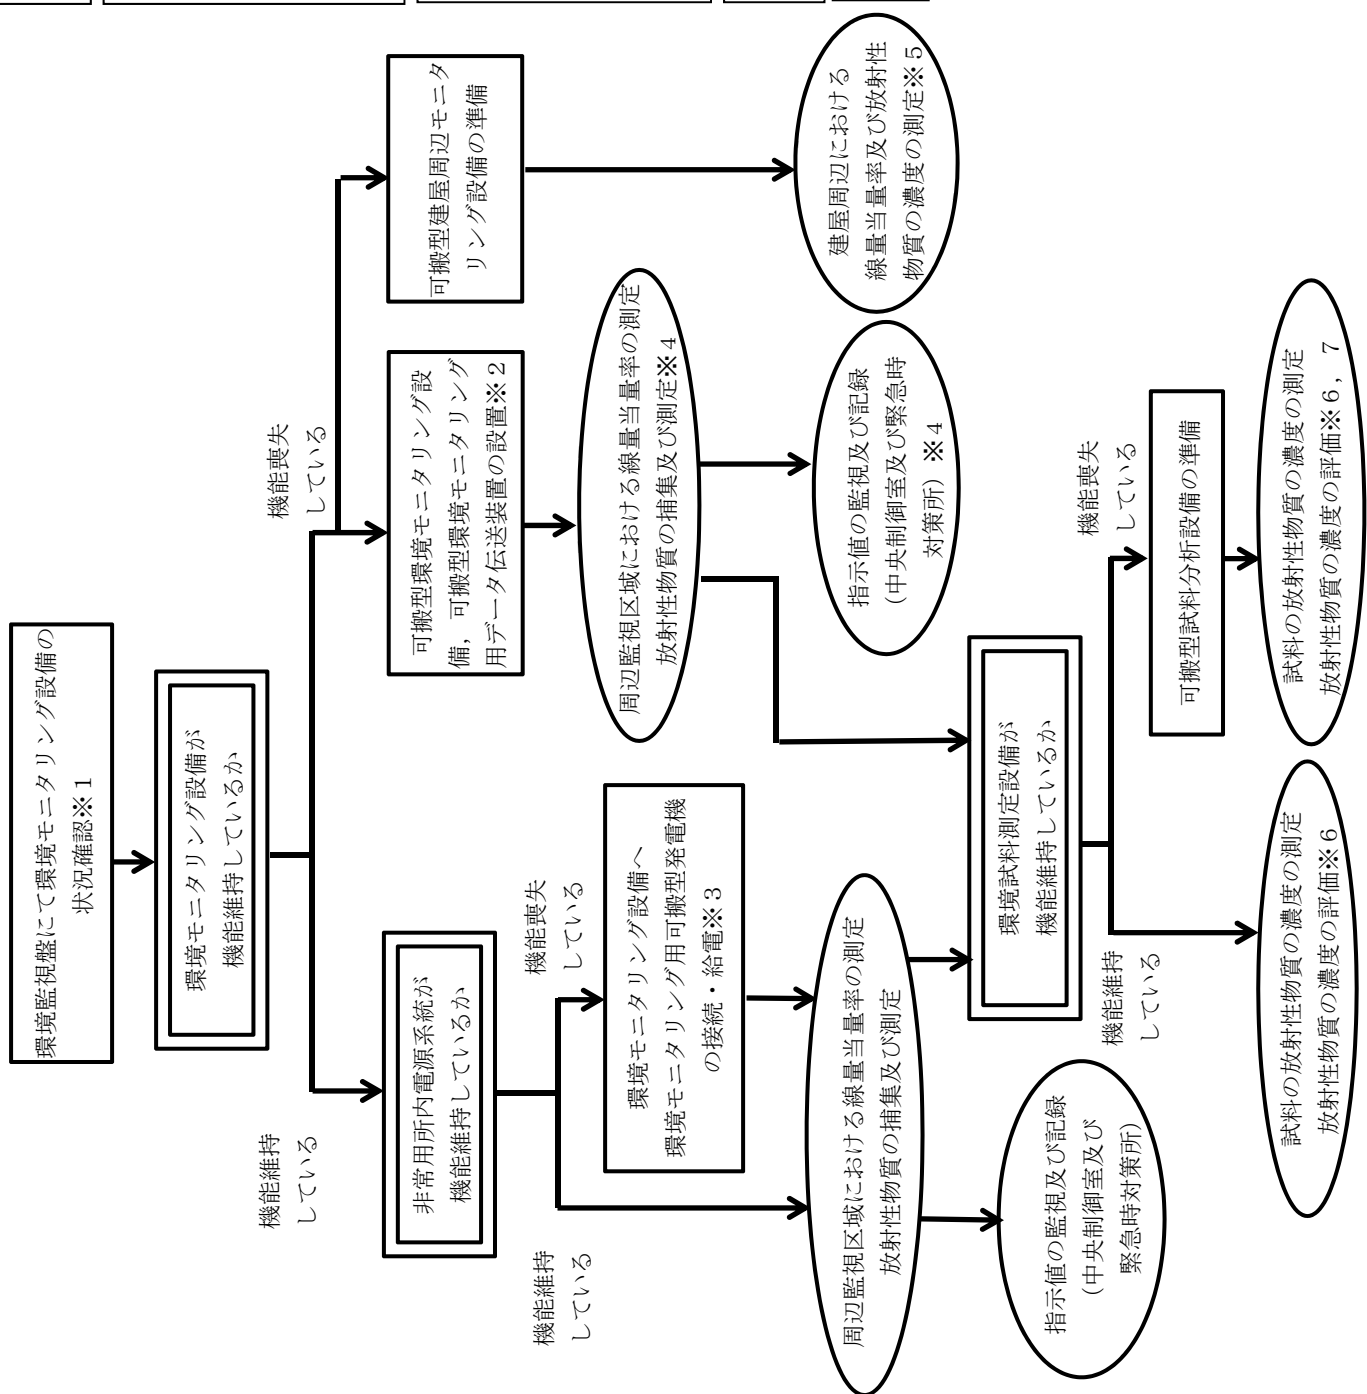 環境監視盤にて環境モニタリング設備の
状況確認※1
環境モニタリング設備が
機能維持しているか
機能維持
している
機能喪失
している
非常用所内電源系統が
機能維持しているか
可搬型環境モニタリング設
備，可搬型環境モニタリング
用データ伝送装置の設置※2
可搬型建屋周辺モニタ
リング設備の準備
機能維持
している
機能喪失
している
環境モニタリング設備へ
環境モニタリング用可搬型発電機
の接続・給電※3
周辺監視区域における線量当量率の測定
放射性物質の捕集及び測定※4
建屋周辺における
線量当量率及び放射性
物質の濃度の測定※5
周辺監視区域における線量当量率の測定
放射性物質の捕集及び測定
指示値の監視及び記録
(中央制御室及び緊急時
対策所）※4
指示値の監視及び記録
(中央制御室及び
緊急時対策所）
環境試料測定設備が
機能維持しているか
機能維持
している
機能喪失
している
可搬型試料分析設備の準備
試料の放射性物質の濃度の測定
放射性物質の濃度の評価※6
試料の放射性物質の濃度の測定
放射性物質の濃度の評価※6，7